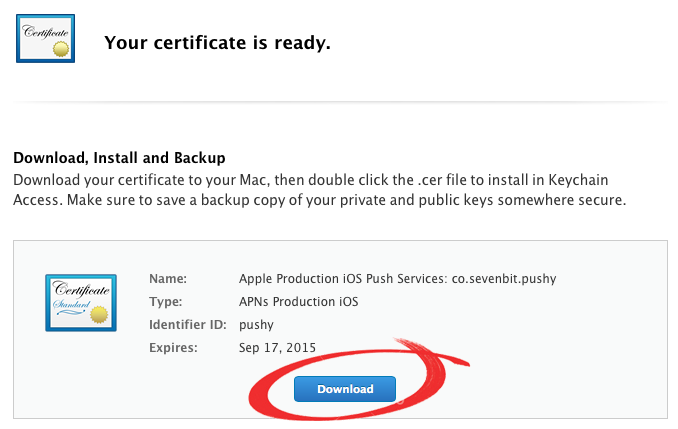 Certificate
Your certificate is ready.
Download, Install and Backup
Download your certificate to your Mac, then double click the .cer file to install in Keychain
Access. Make sure to save a backup copy of your private and public keys somewhere secure.
Certificate
Standard
Name: Apple Production iOS Push Services: co.sevenbit.pushy
Type: APNs Production iOS
Identifier ID: pushy
Expires: Sep 17, 2015
Download